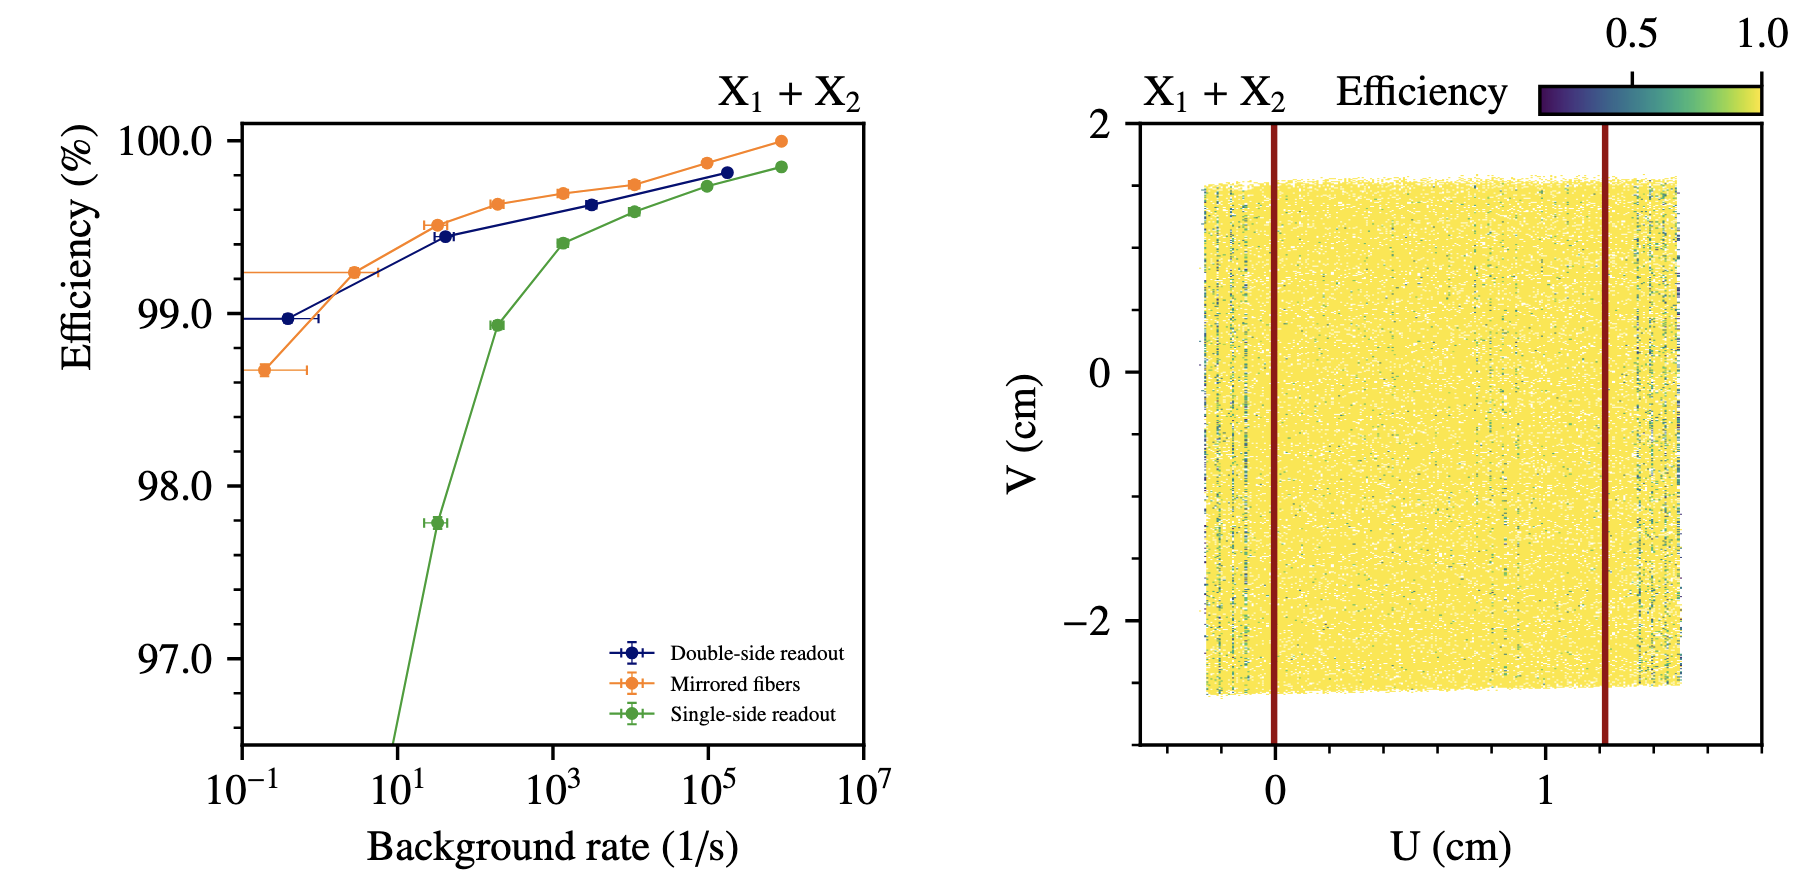 X₁ + X₂
Efficiency (%)
100.0
99.0
98.0
97.0
Double-side readout
Mirrored fibers
Single-side readout
10⁻¹
10¹
10³
10⁵
10⁷
Background rate (1/s)
0.5
1.0
X₁ + X₂
Efficiency
V (cm)
2
0
−2
0
1
U (cm)